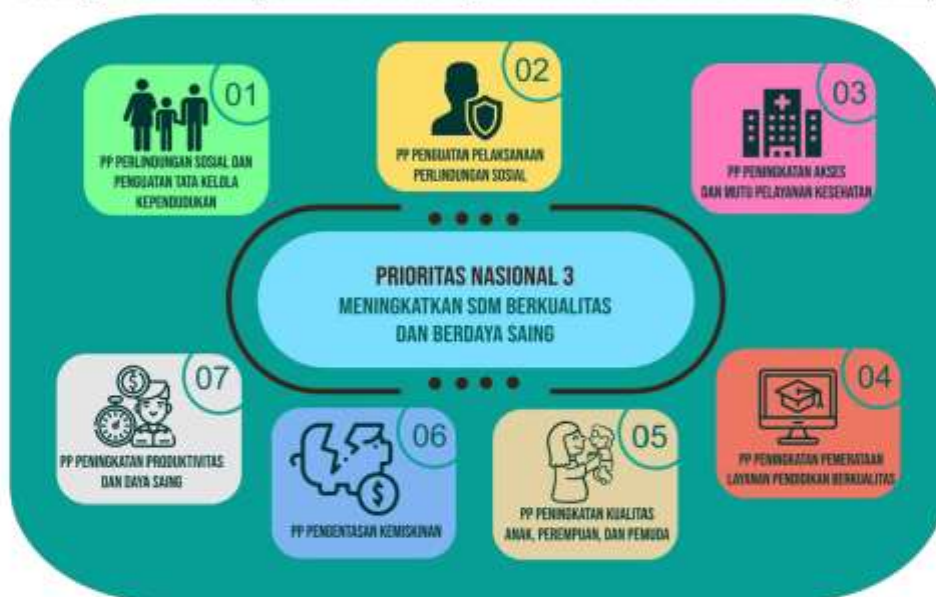 01
PP PERLINDUNGAN SOSIAL DAN
PENGUATAN TATA KELOLA
KEPENDUDUKAN
02
PP PENGUATAN PELAKSANAAN
PERLINDUNGAN SOSIAL
03
PP PENINGKATAN AKSES
DAN MUTU PELAYANAN KESEHATAN
PRIORITAS NASIONAL 3
MENINGKATKAN SDM BERKUALITAS
DAN BERDAYA SAING
04
PP PENINGKATAN PEMERATAAN
LAYANAN PENDIDIKAN BERKUALITAS
05
PP PENINGKATAN KUALITAS
ANAK, PEREMPUAN, DAN PEMUDA
06
PP PENGENTASAN KEMISKINAN
07
PP PENINGKATAN PRODUKTIVITAS
DAN DAYA SAING